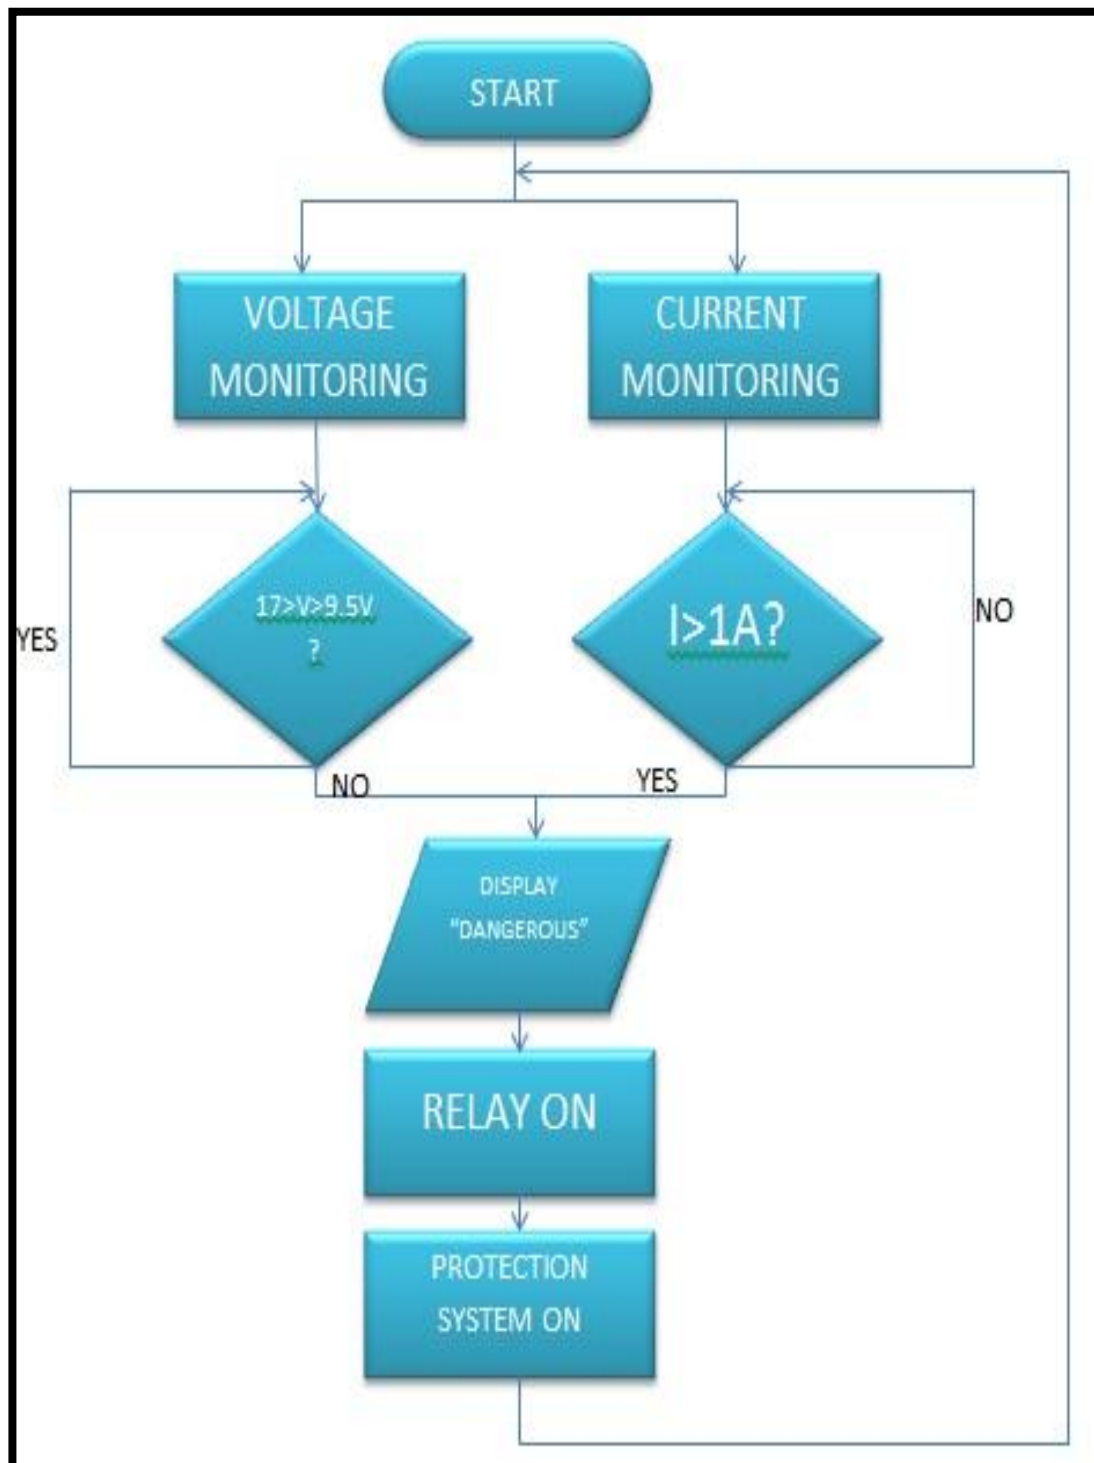 START
VOLTAGE
MONITORING
CURRENT
MONITORING
17>V>9.5V
?
YES
I>1A?
NO
NO
YES
DISPLAY
“DANGEROUS”
RELAY ON
PROTECTION
SYSTEM ON